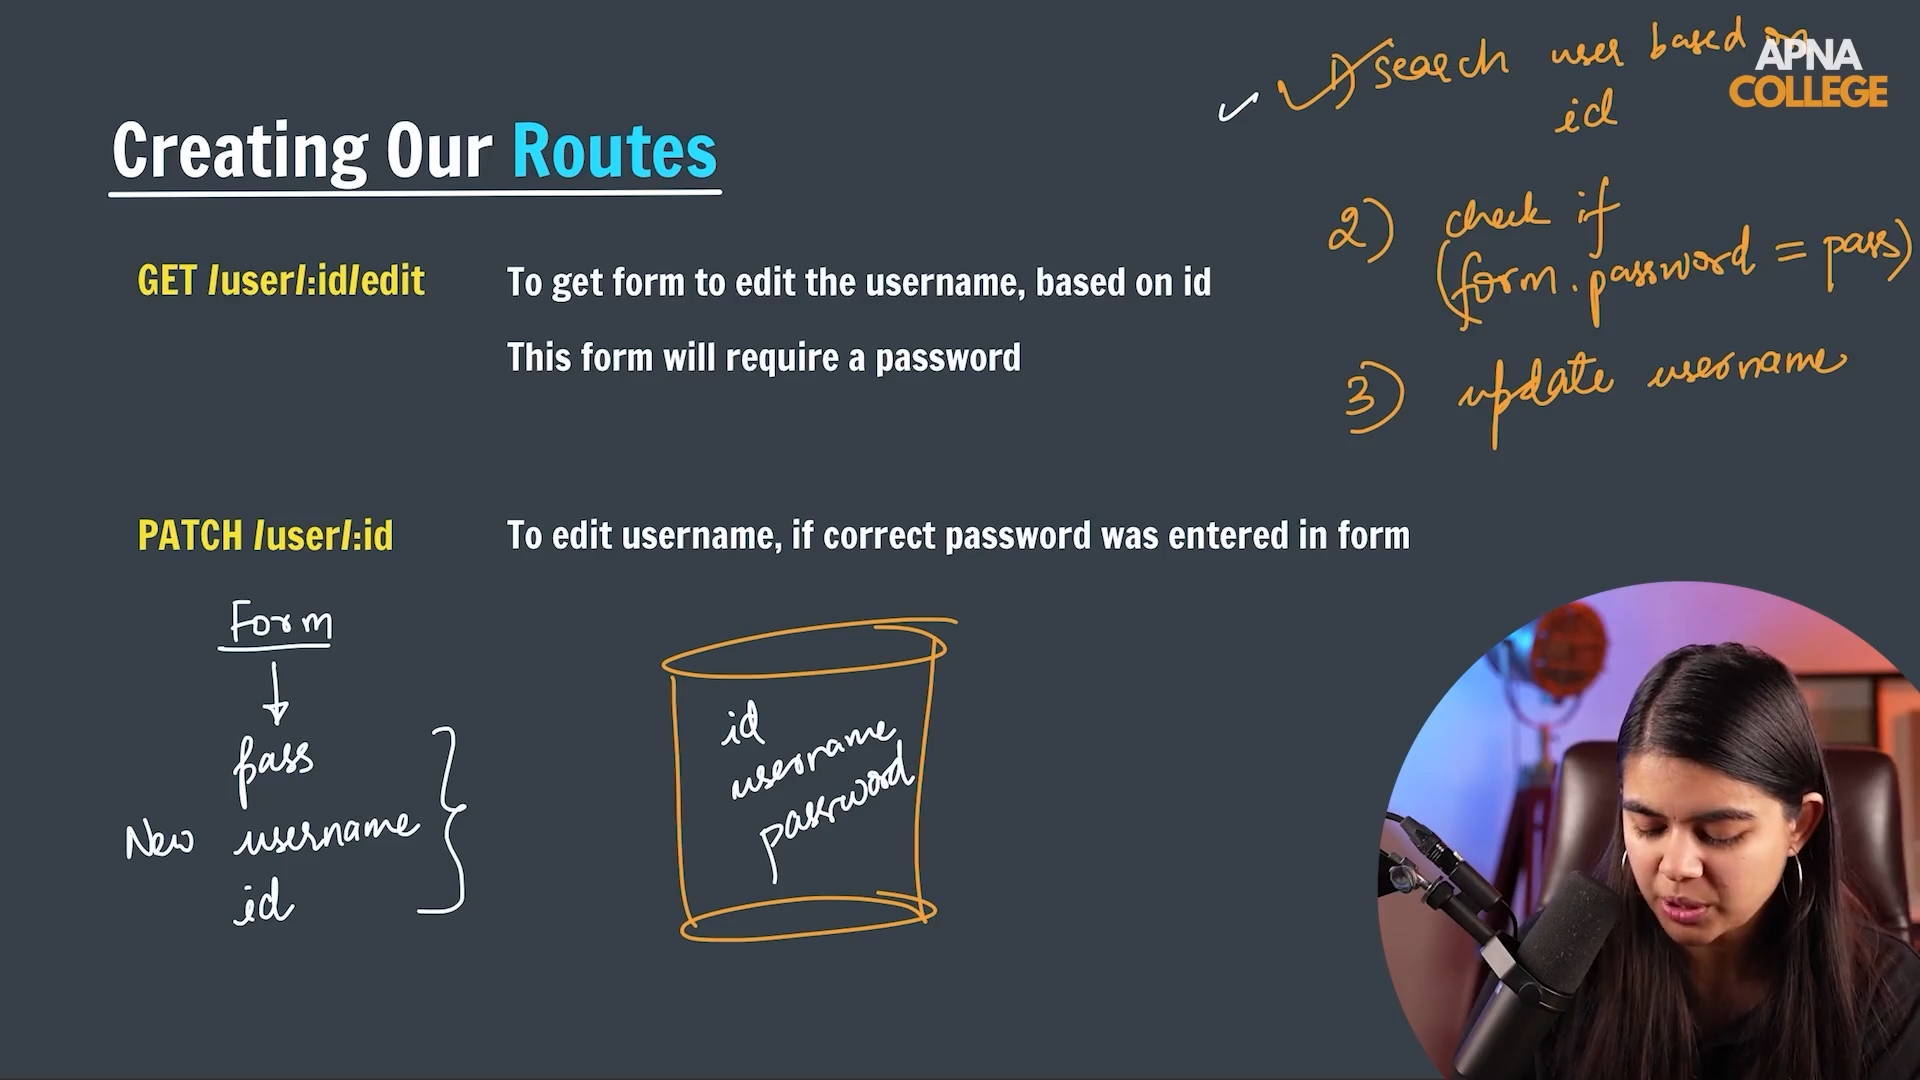 APNA
COLLEGE
Creating Our Routes
1) search user based on
id
2) check if
(form.password = pass)
3) update username
GET /user/:id/edit
To get form to edit the username, based on id
This form will require a password
PATCH /user/:id
To edit username, if correct password was entered in form
Form
pass
New username
id
id
username
password